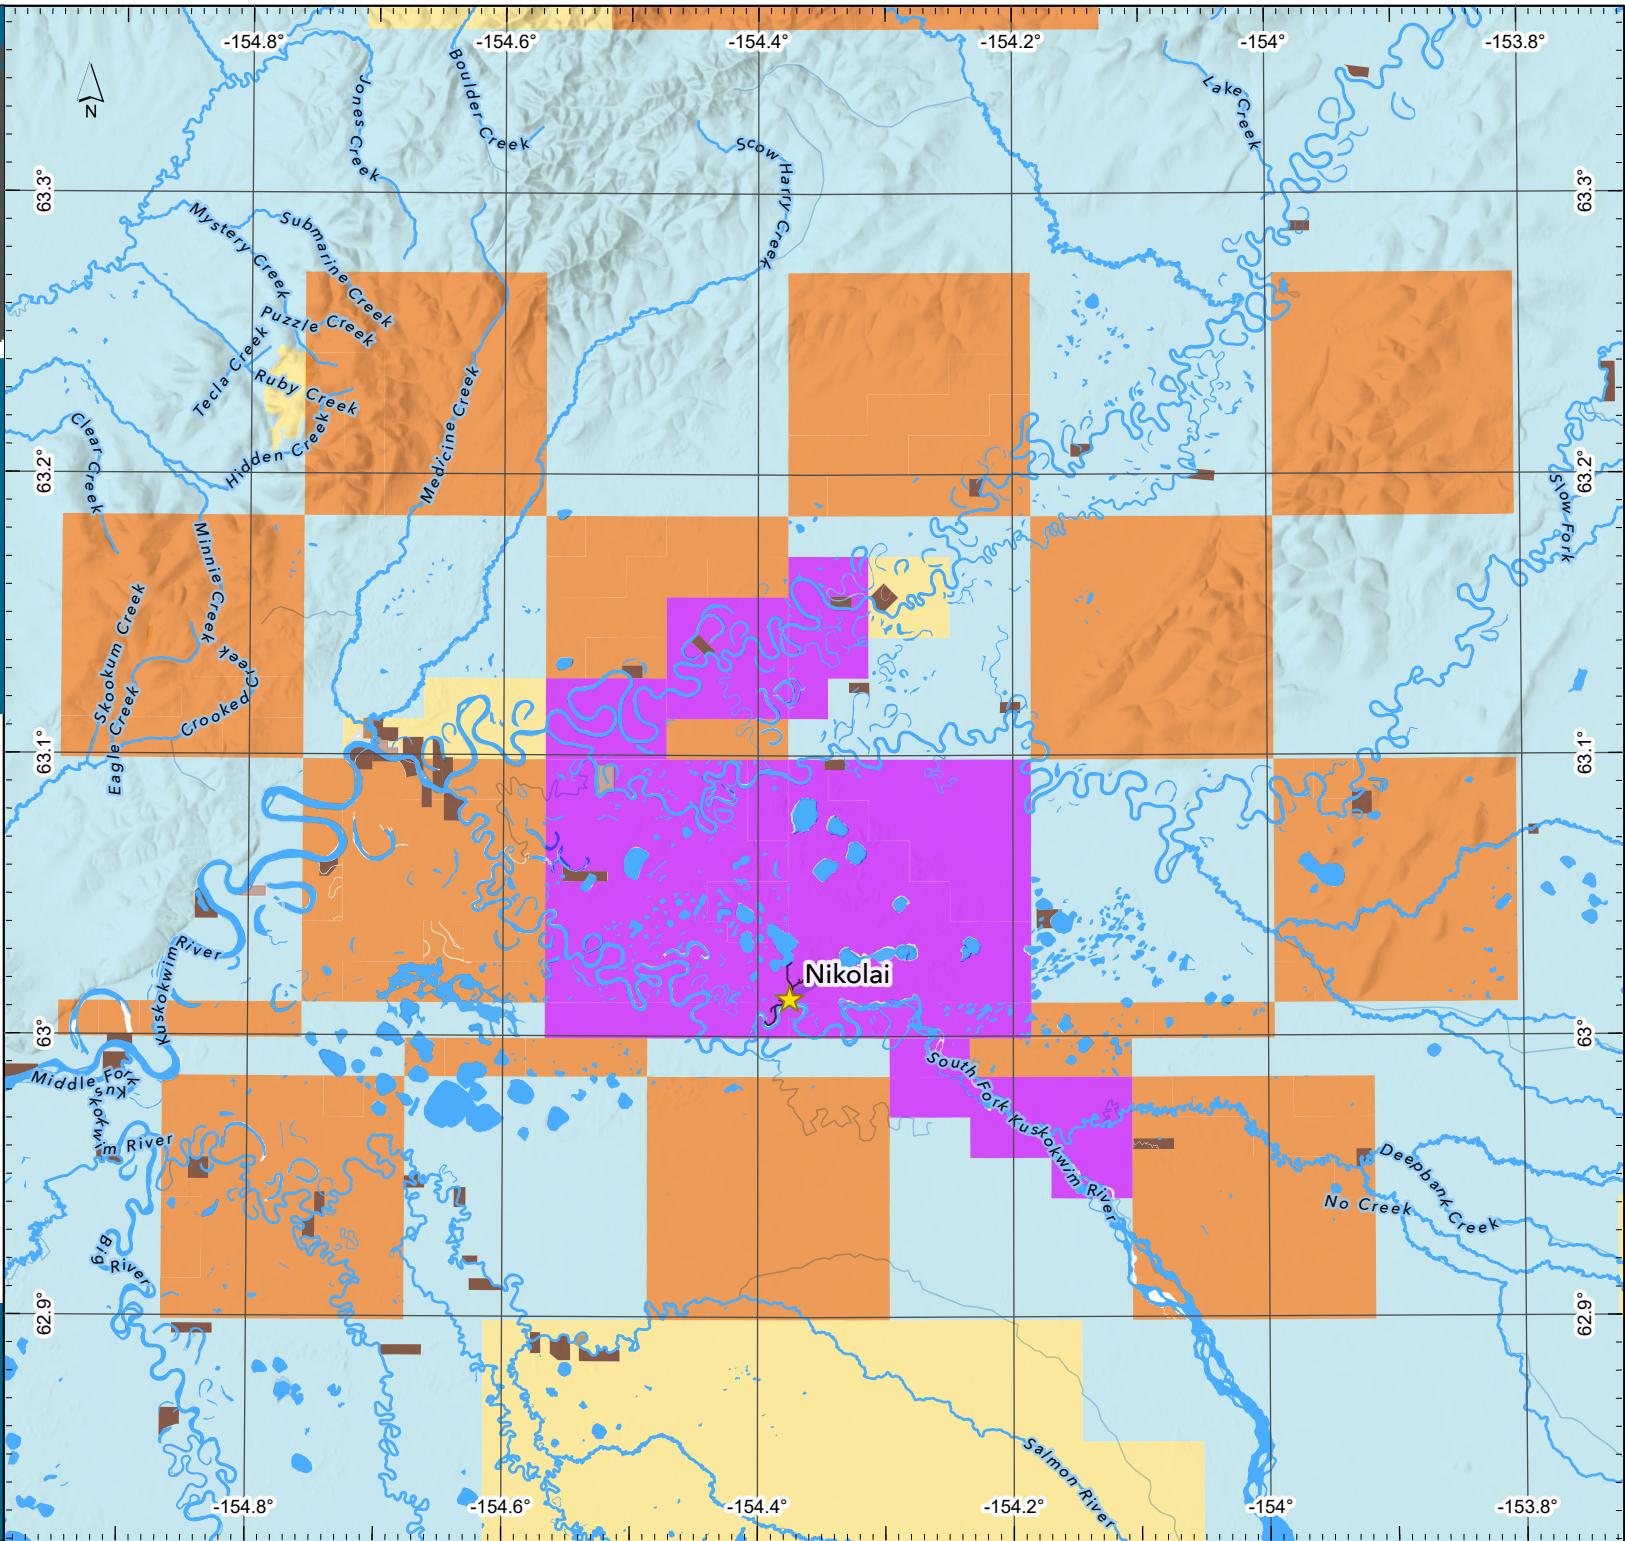 -154.8°
-154.6°
-154.4°
-154.2°
-154°
-153.8°
N
Jones Creek
Boulder Creek
Scow Harry Creek
Lake Creek
63.3°
63.3°
Mystery Creek
Submarine Creek
Puzzle Creek
Tecla Creek
Ruby Creek
Hidden Creek
Medicine Creek
Clear Creek
63.2°
63.2°
Slow Fork
Minnie Creek
Skookum Creek
Crooked Creek
Eagle Creek
63.1°
63.1°
Kuskokwim River
Nikolai
63°
63°
Middle Fork Kuskokwim River
South Fork Kuskokwim River
Deepbank Creek
No Creek
Big River
62.9°
62.9°
Salmon River
-154.8°
-154.6°
-154.4°
-154.2°
-154°
-153.8°